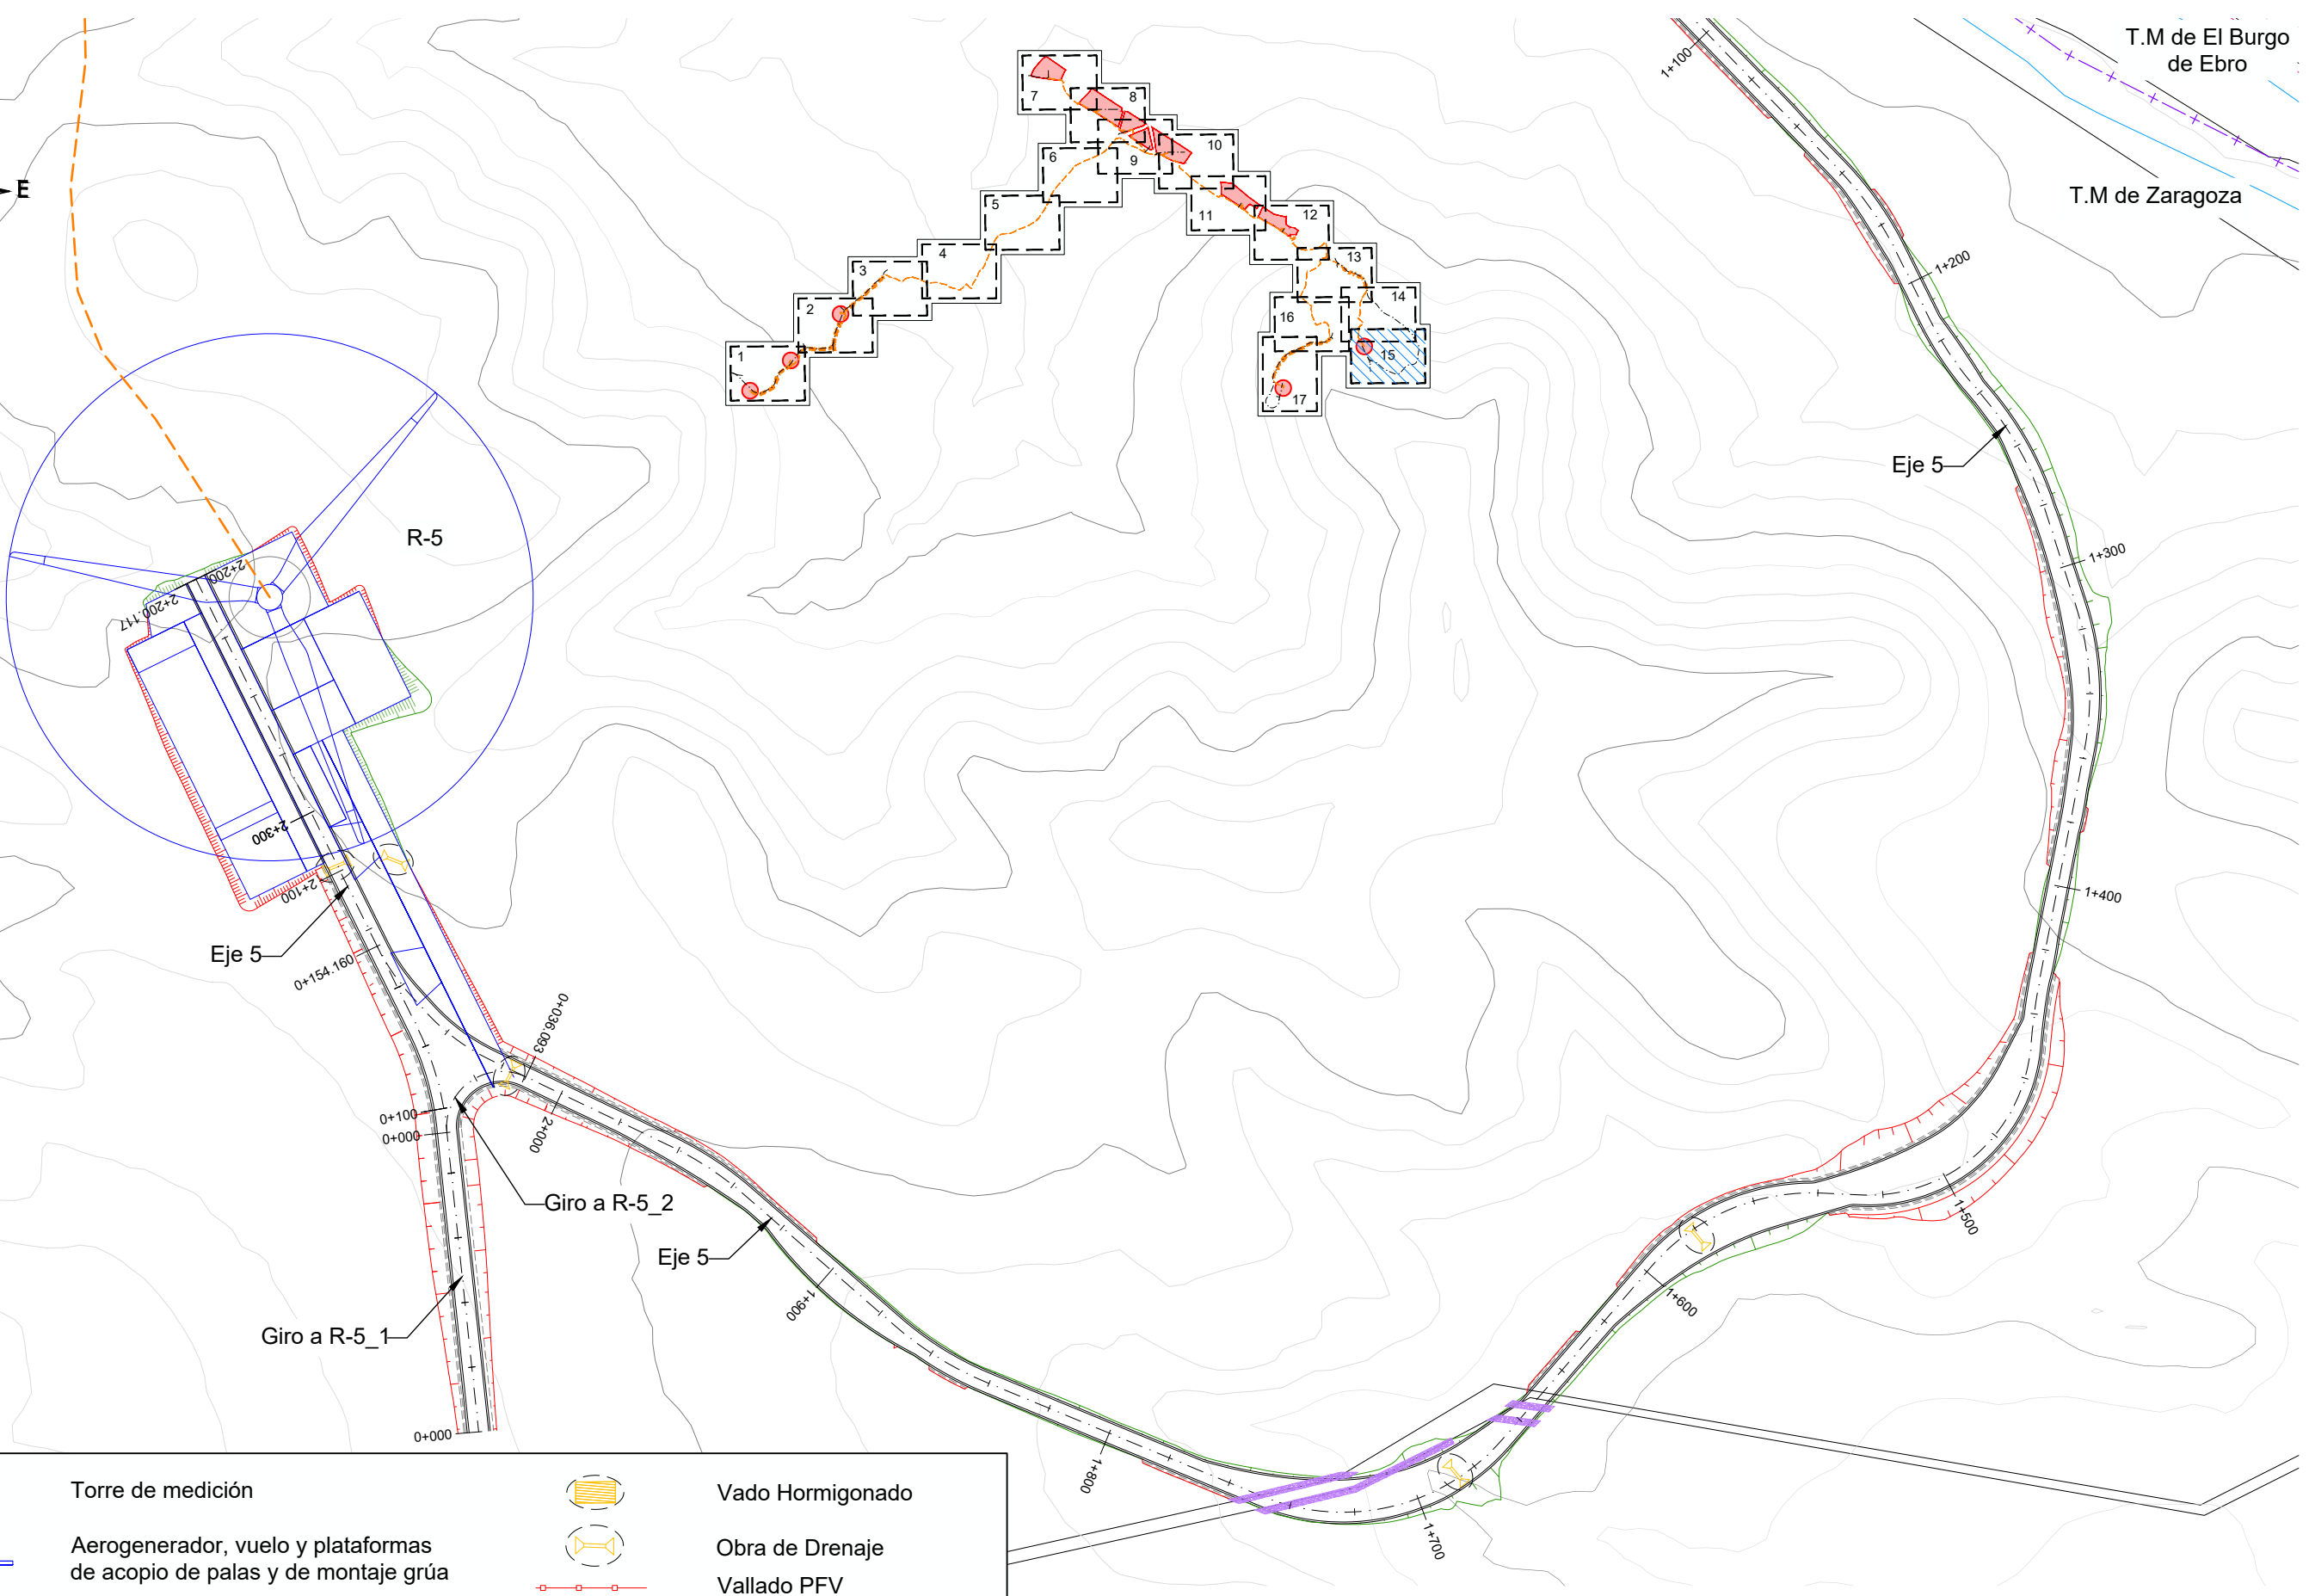 1+100
T.M de El Burgo
de Ebro
E
T.M de Zaragoza
7
8
6
9
10
5
11
12
4
3
13
14
2
16
1
15
17
1+200
Eje 5
R-5
1+300
2+200
2+200.117
2+300
2+100
1+400
Eje 5
0+154.160
0+036.093
0+100
0+000
2+000
Giro a R-5_2
1+500
Eje 5
1+900
1+600
Giro a R-5_1
0+000
1+800
1+700
Torre de medición
Vado Hormigonado
Aerogenerador, vuelo y plataformas
de acopio de palas y de montaje grúa
Obra de Drenaje
Vallado PFV